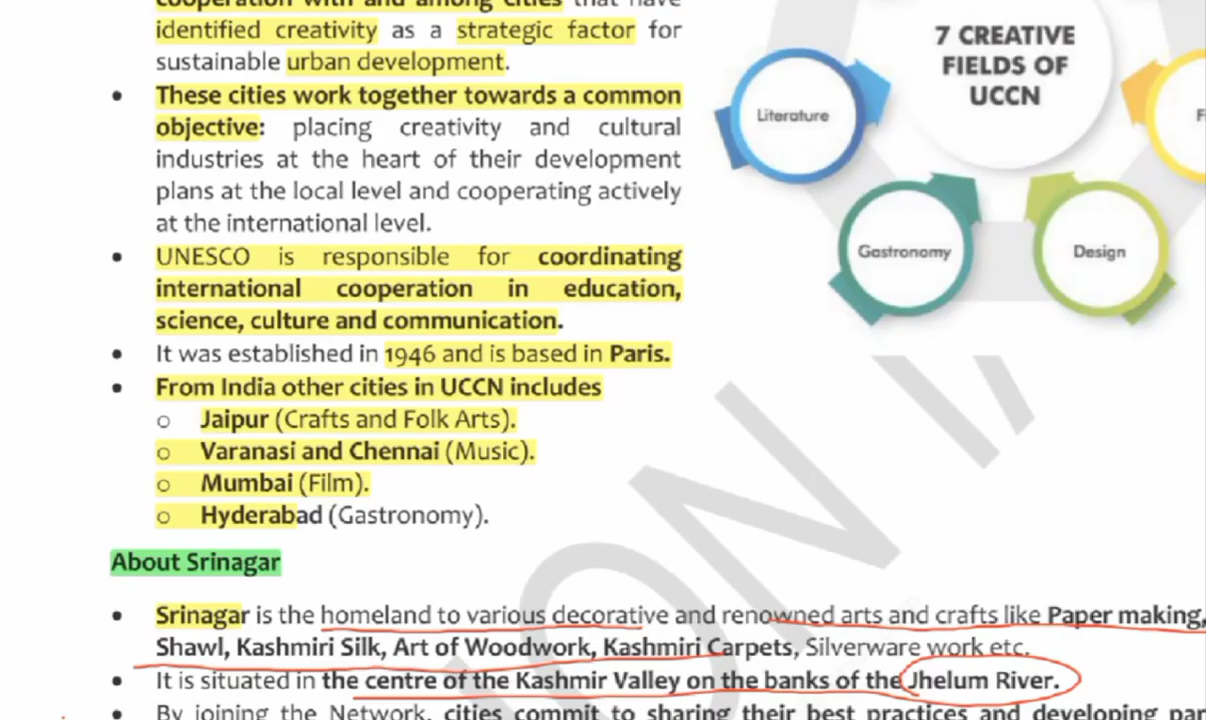 cooperation with and among cities that have
identified creativity as a strategic factor for
sustainable urban development.
• These cities work together towards a common
objective: placing creativity and cultural
industries at the heart of their development
plans at the local level and cooperating actively
at the international level.
• UNESCO is responsible for coordinating
international cooperation in education,
science, culture and communication.
• It was established in 1946 and is based in Paris.
• From India other cities in UCCN includes
o Jaipur (Crafts and Folk Arts).
o Varanasi and Chennai (Music).
o Mumbai (Film).
o Hyderabad (Gastronomy).
7 CREATIVE
FIELDS OF
UCCN
Literature
Gastronomy
Design
About Srinagar
• Srinagar is the homeland to various decorative and renowned arts and crafts like Paper making,
Shawl, Kashmiri Silk, Art of Woodwork, Kashmiri Carpets, Silverware work etc.
• It is situated in the centre of the Kashmir Valley on the banks of the Jhelum River.
• By joining the Network, cities commit to sharing their best practices and developing